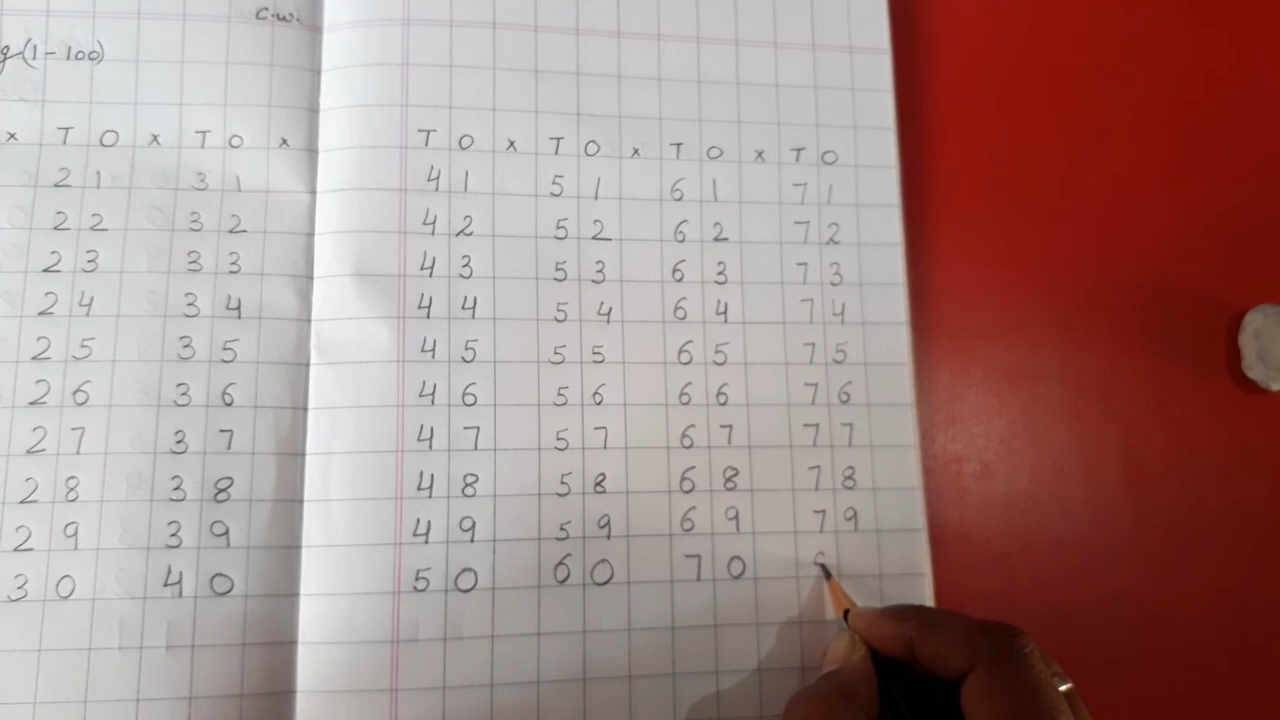 C.W.
(1-100)
x T O x T O x T O x T O x T O x T O
21 31 41 51 61 71
22 32 42 52 62 72
23 33 43 53 63 73
24 34 44 54 64 74
25 35 45 55 65 75
26 36 46 56 66 76
27 37 47 57 67 77
28 38 48 58 68 78
29 39 49 59 69 79
30 40 50 60 70